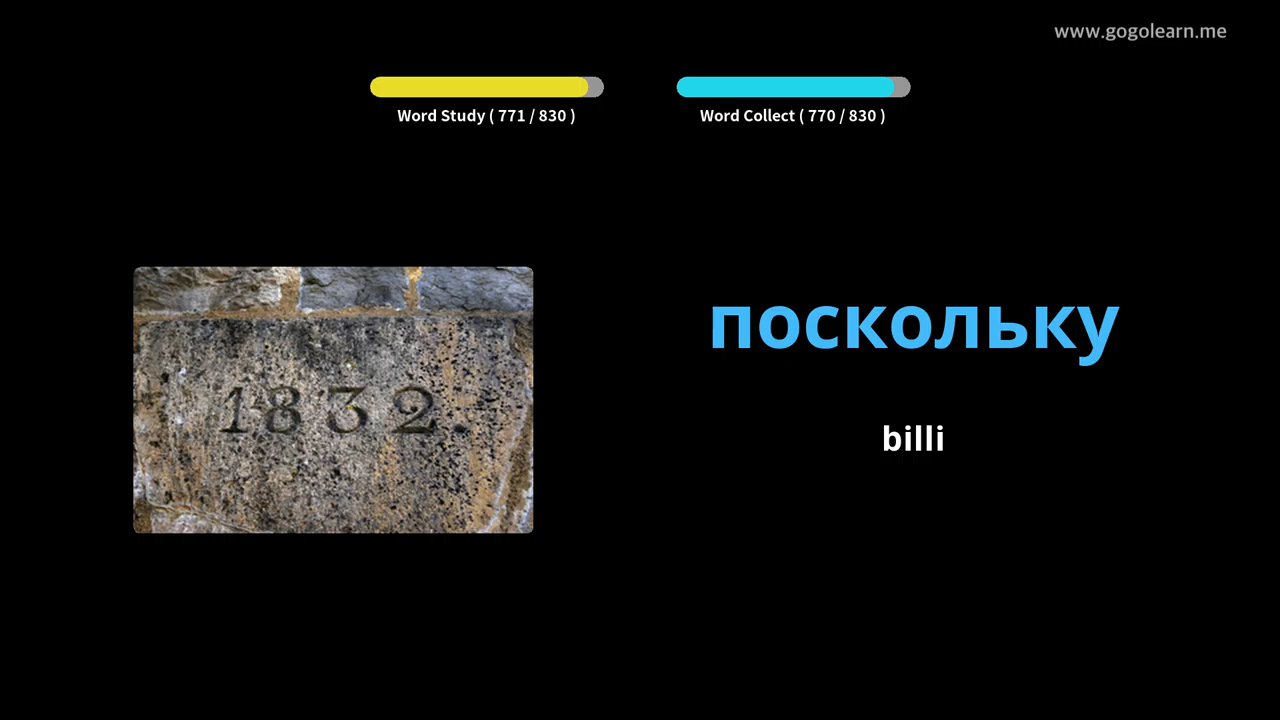 www.gogolearn.me
Word Study ( 771 / 830 )
Word Collect ( 770 / 830 )
поскольку
1832.
billi